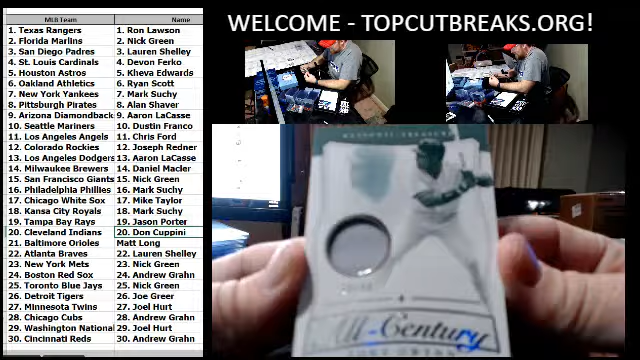 WELCOME - TOPCUTBREAKS.ORG!
MLB Team Name
1. Texas Rangers 1. Ron Lawson
2. Florida Marlins 2. Nick Green
3. San Diego Padres 3. Lauren Shelley
4. St. Louis Cardinals 4. Devon Ferko
5. Houston Astros 5. Kheva Edwards
6. Oakland Athletics 6. Ryan Scott
7. New York Yankees 7. Mark Suchy
8. Pittsburgh Pirates 8. Alan Shaver
9. Arizona Diamondback 9. Aaron LaCasse
10. Seattle Mariners 10. Dustin Franco
11. Los Angeles Angels 11. Chris Ford
12. Colorado Rockies 12. Joseph Redner
13. Los Angeles Dodgers 13. Aaron LaCasse
14. Milwaukee Brewers 14. Daniel Macler
15. San Francisco Giants 15. Nick Green
16. Philadelphia Phillies 16. Mark Suchy
17. Chicago White Sox 17. Mike Taylor
18. Kansa City Royals 18. Mark Suchy
19. Tampa Bay Rays 19. Jason Porter
20. Cleveland Indians 20. Don Cuppini
21. Baltimore Orioles Matt Long
22. Atlanta Braves 22. Lauren Shelley
23. New York Mets 23. Nick Green
24. Boston Red Sox 24. Andrew Grahn
25. Toronto Blue Jays 25. Nick Green
26. Detroit Tigers 26. Joe Greer
27. Minnesota Twins 27. Joel Hurt
28. Chicago Cubs 28. Andrew Grahn
29. Washington National 29. Joel Hurt
30. Cincinnati Reds 30. Andrew Grahn
NATIONAL TREASURES
All-Century